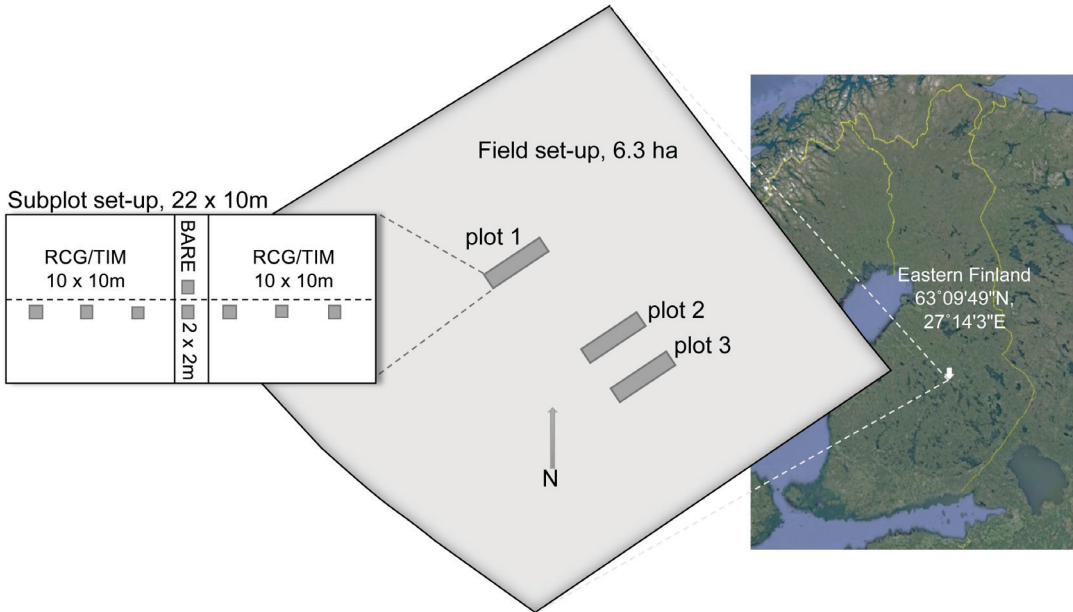 Field set-up, 6.3 ha
Subplot set-up, 22 x 10m
RCG/TIM
10 x 10m
BARE
2 x 2m
RCG/TIM
10 x 10m
plot 1
plot 2
plot 3
N
Eastern Finland
63°09'49"N,
27°14'3"E